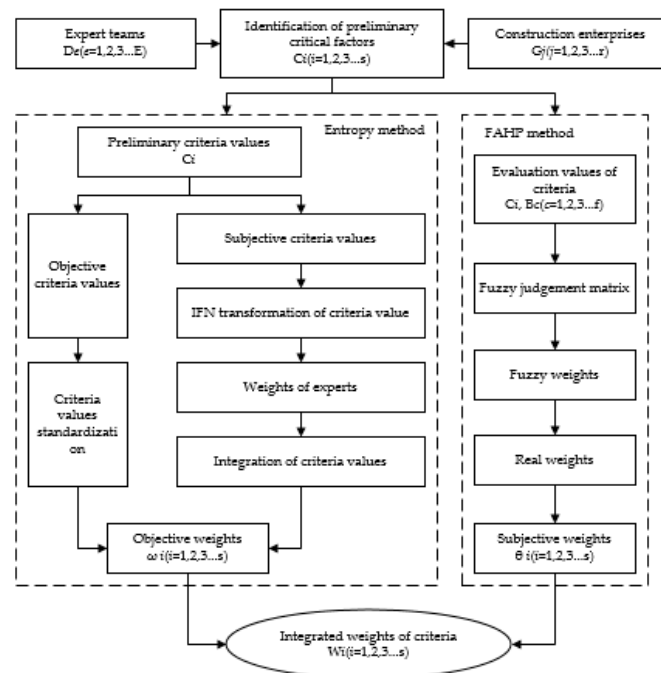 Expert teams
De(e=1,2,3...E)
Identification of preliminary
critical factors
Ci(i=1,2,3...s)
Construction enterprises
Gj(j=1,2,3...r)
Entropy method
Preliminary criteria values
Ci
Objective
criteria values
Subjective criteria values
IFN transformation of criteria value
Criteria
values
standardizati
on
Weights of experts
Integration of criteria values
Objective weights
ω i(i=1,2,3...s)
FAHP method
Evaluation values of
criteria
Ci, Bc(c=1,2,3...f)
Fuzzy judgement matrix
Fuzzy weights
Real weights
Subjective weights
θ i(i=1,2,3...s)
Integrated weights of criteria
Wi(i=1,2,3...s)